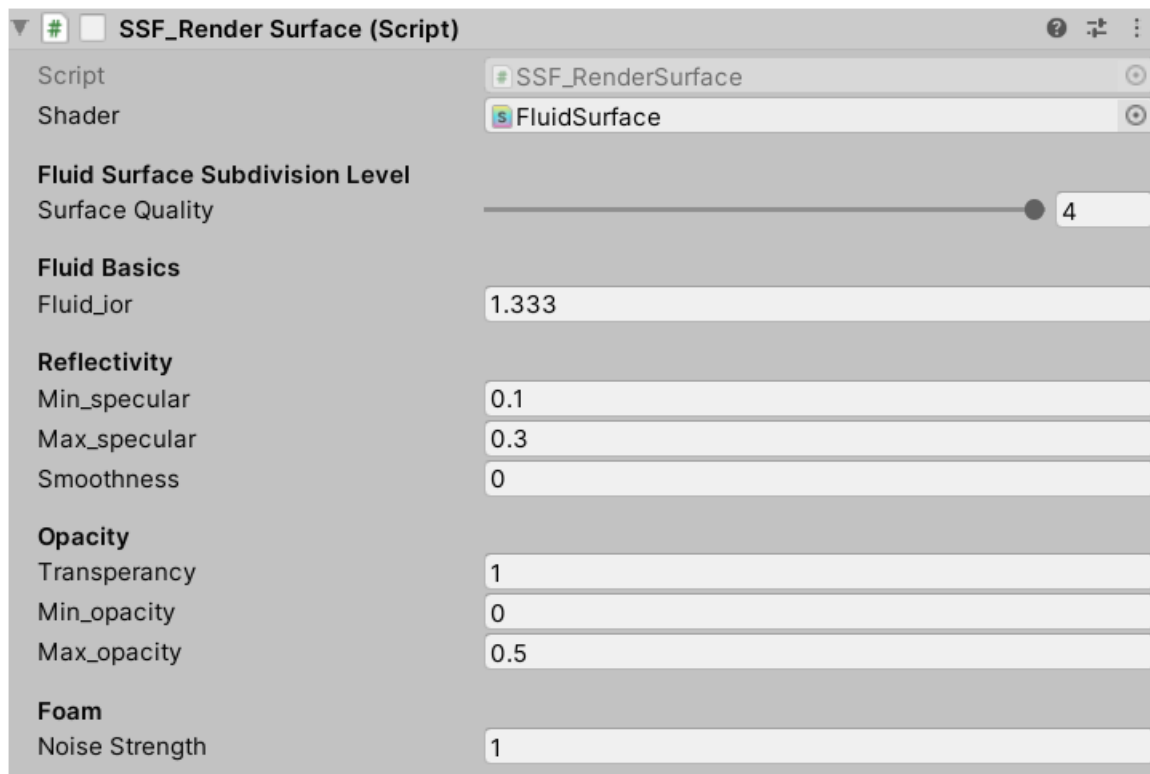 # SSF_Render Surface (Script)
Script # SSF_RenderSurface
Shader S FluidSurface
Fluid Surface Subdivision Level
Surface Quality 4
Fluid Basics
Fluid_ior 1.333
Reflectivity
Min_specular 0.1
Max_specular 0.3
Smoothness 0
Opacity
Transperancy 1
Min_opacity 0
Max_opacity 0.5
Foam
Noise Strength 1